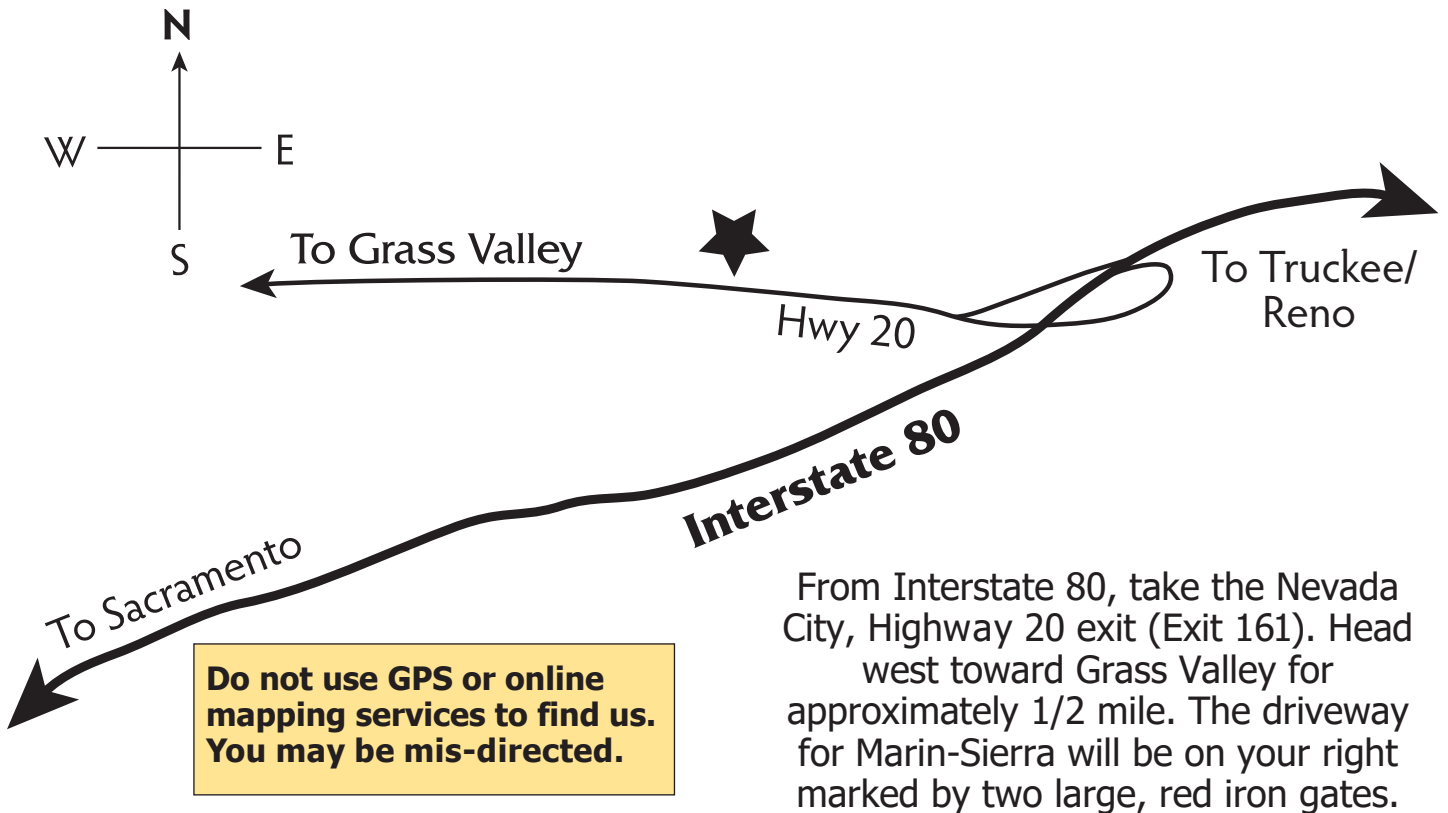 N
W
E
S
To Grass Valley
To Truckee/
Reno
Hwy 20
Interstate 80
To Sacramento
Do not use GPS or online
mapping services to find us.
You may be mis-directed.
From Interstate 80, take the Nevada
City, Highway 20 exit (Exit 161). Head
west toward Grass Valley for
approximately 1/2 mile. The driveway
for Marin-Sierra will be on your right
marked by two large, red iron gates.